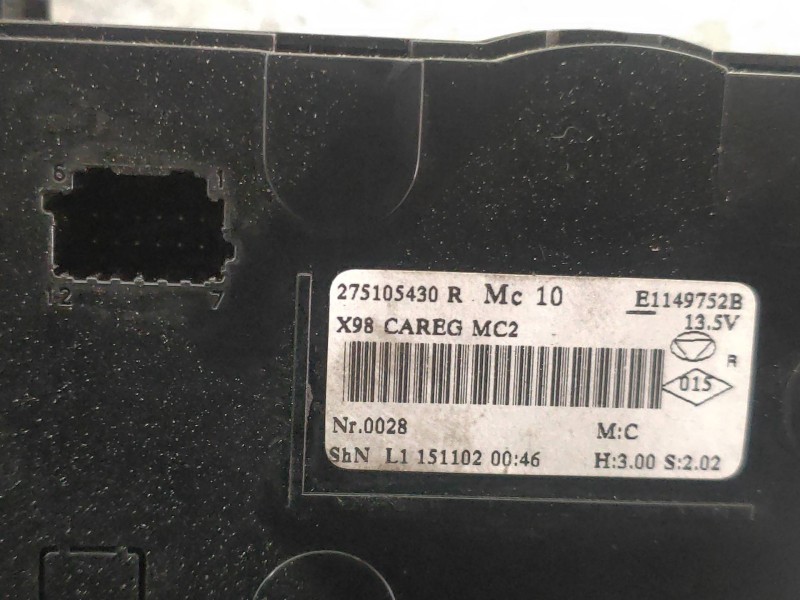 6 1
12 7
275105430 R Mc 10 E1149752B
X98 CAREG MC2 13.5V
R
015
Nr.0028 M:C
ShN L1 151102 00:46 H:3.00 S:2.02